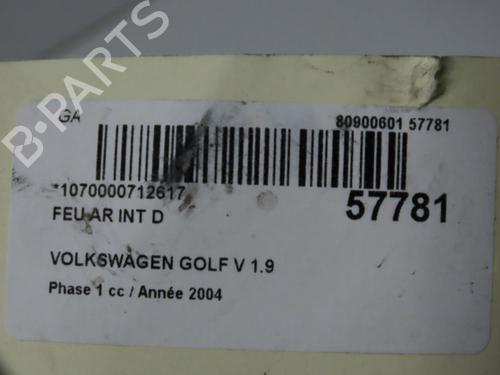 B-PARTS
GA
80900601 57781
*1070000712617
57781
FEU AR INT D
VOLKSWAGEN GOLF V 1.9
Phase 1 cc / Année 2004